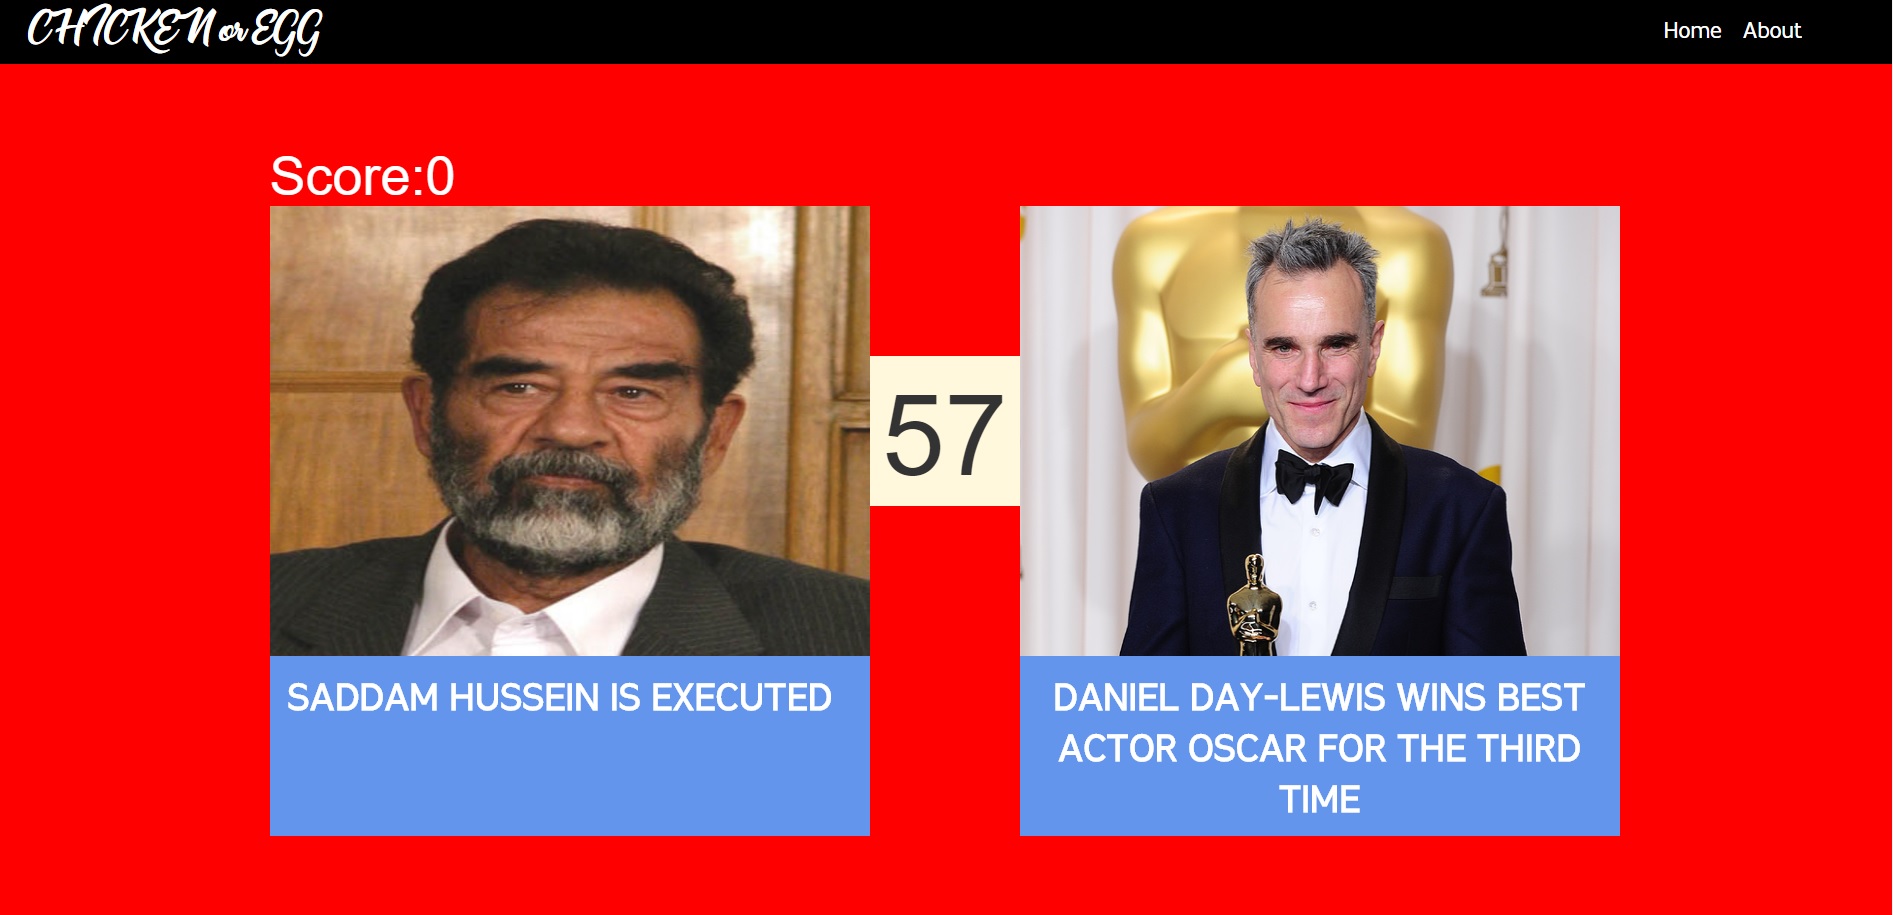 CHICKEN or EGG
Home About
Score:0
57
SADDAM HUSSEIN IS EXECUTED
DANIEL DAY-LEWIS WINS BEST
ACTOR OSCAR FOR THE THIRD
TIME